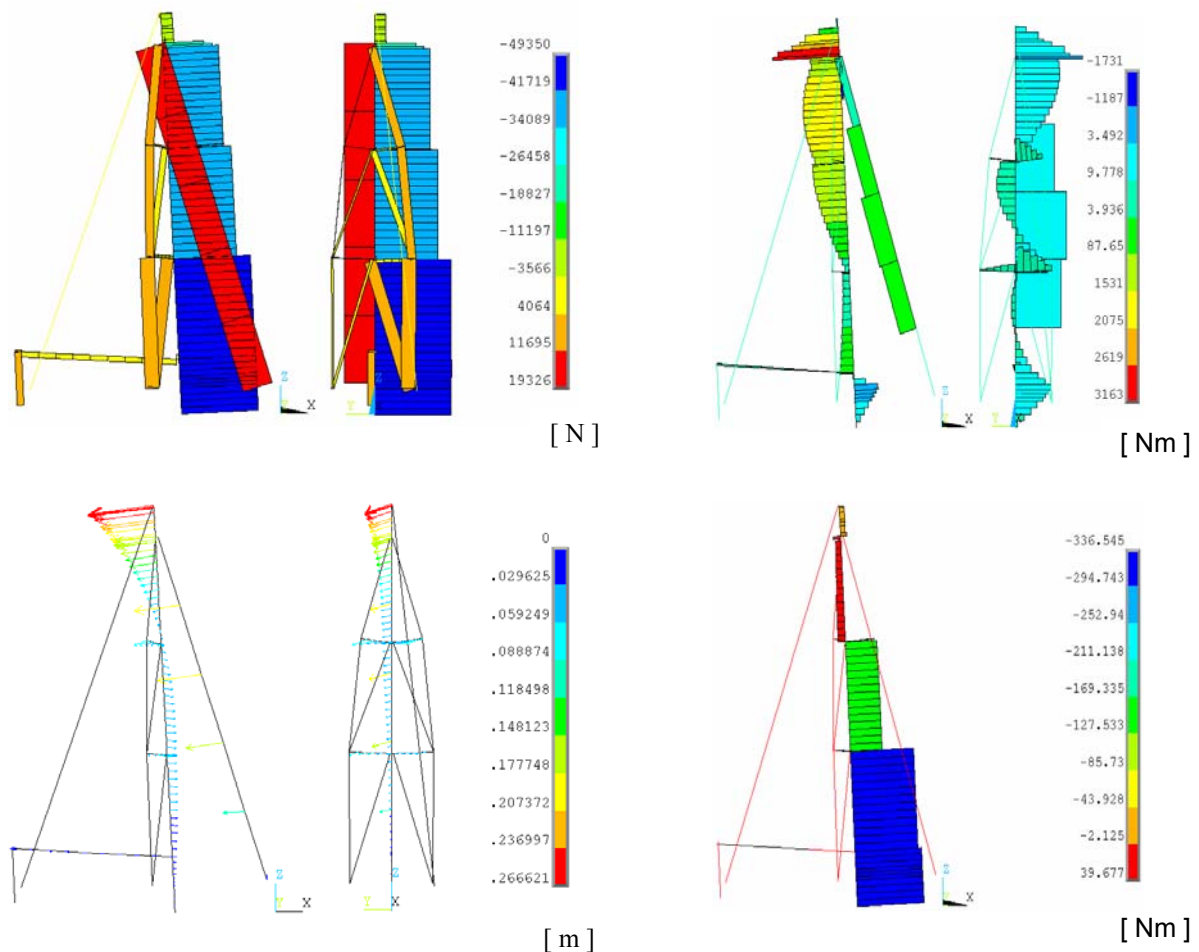 -49350
-41719
-34089
-26458
-18827
-11197
-3566
4064
11695
19326
Z
X
Z
Y
[ N ]
-1731
-1187
3.492
9.778
3.936
87.65
1531
2075
2619
3163
Z
Y X
Z
Y X
[ Nm ]
0
.029625
.059249
.088874
.118498
.148123
.177748
.207372
.236997
.266621
Z
Y X
Z
Y X
[ m ]
-336.545
-294.743
-252.94
-211.138
-169.335
-127.533
-85.73
-43.928
-2.125
39.677
Z
Y X
[ Nm ]